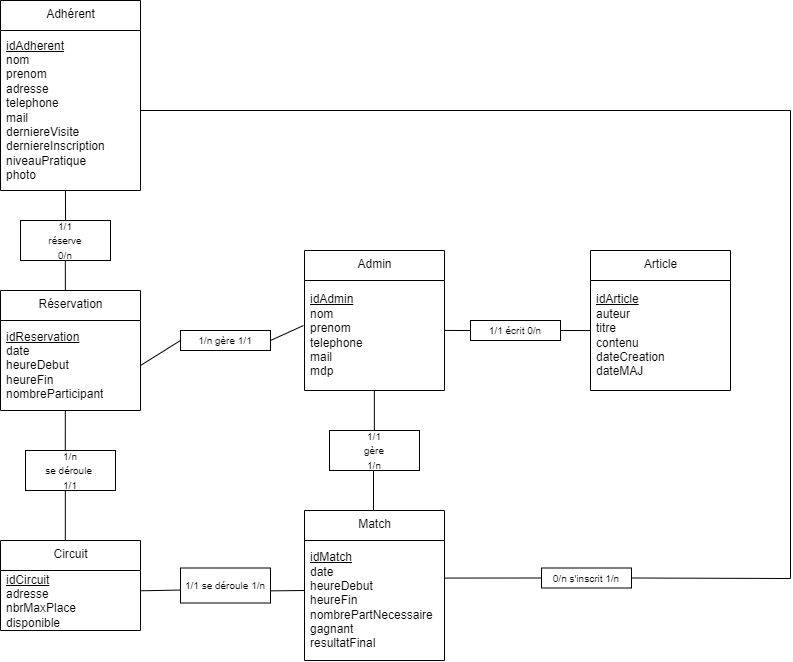 Adhérent
idAdherent
nom
prenom
adresse
telephone
mail
derniereVisite
derniereInscription
niveauPratique
photo
1/1
réserve
0/n
Réservation
idReservation
date
heureDebut
heureFin
nombreParticipant
1/n gère 1/1
Admin
idAdmin
nom
prenom
telephone
mail
mdp
1/1 écrit 0/n
Article
idArticle
auteur
titre
contenu
dateCreation
dateMAJ
1/n
se déroule
1/1
1/1
gère
1/n
Circuit
idCircuit
adresse
nbrMaxPlace
disponible
1/1 se déroule 1/n
Match
idMatch
date
heureDebut
heureFin
nombrePartNecessaire
gagnant
resultatFinal
0/n s'inscrit 1/n